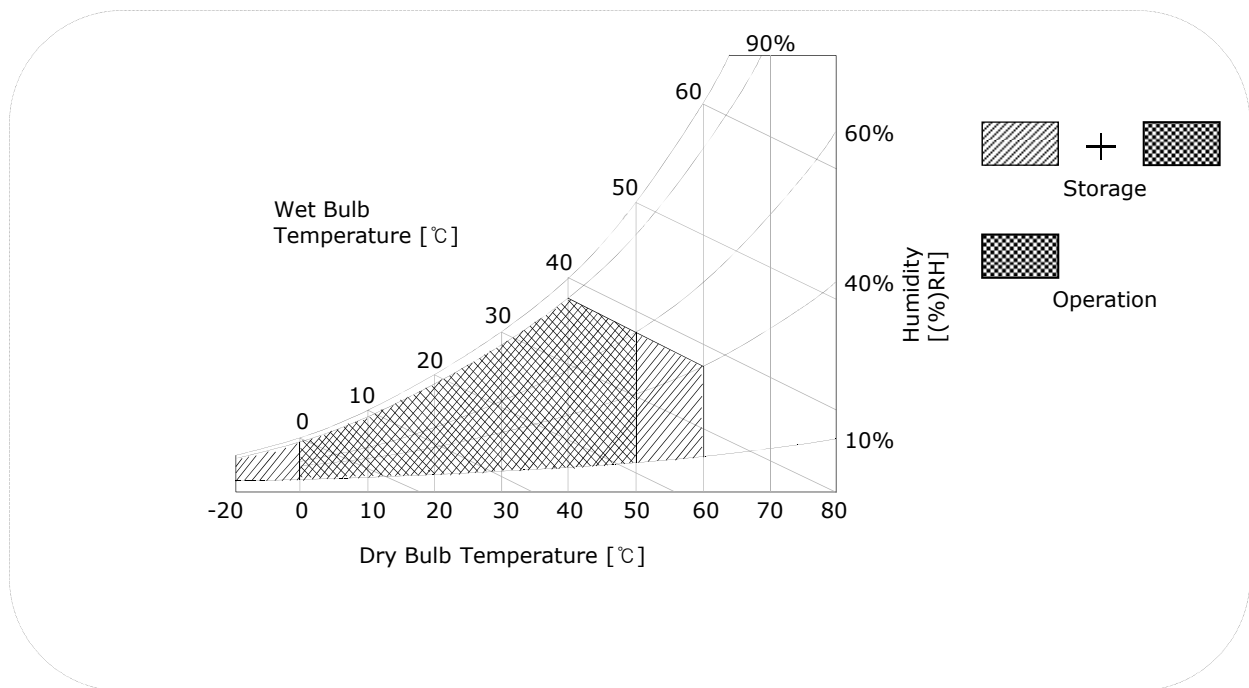 90%
60
60%
50
Storage
Wet Bulb
Temperature [℃]
40
40%
Humidity
[(%)RH]
Operation
30
20
10
0
10%
-20 0 10 20 30 40 50 60 70 80
Dry Bulb Temperature [℃]